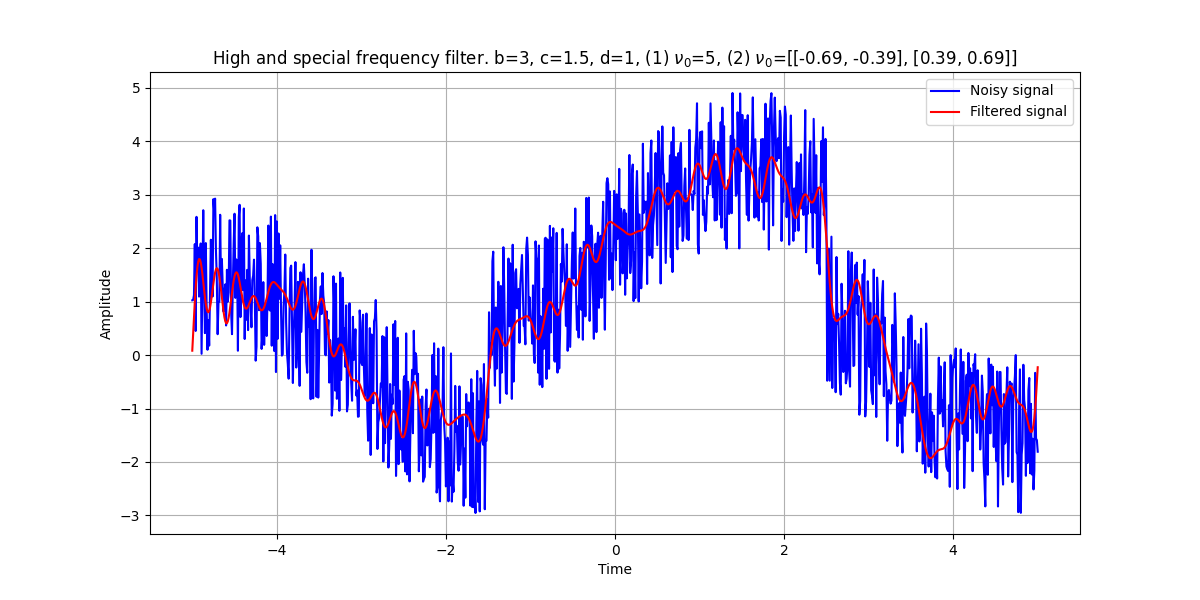 High and special frequency filter. b=3, c=1.5, d=1, (1) ν₀=5, (2) ν₀=[[-0.69, -0.39], [0.39, 0.69]]
Noisy signal
Filtered signal
Amplitude
5
4
3
2
1
0
−1
−2
−3
−4
−2
0
2
4
Time